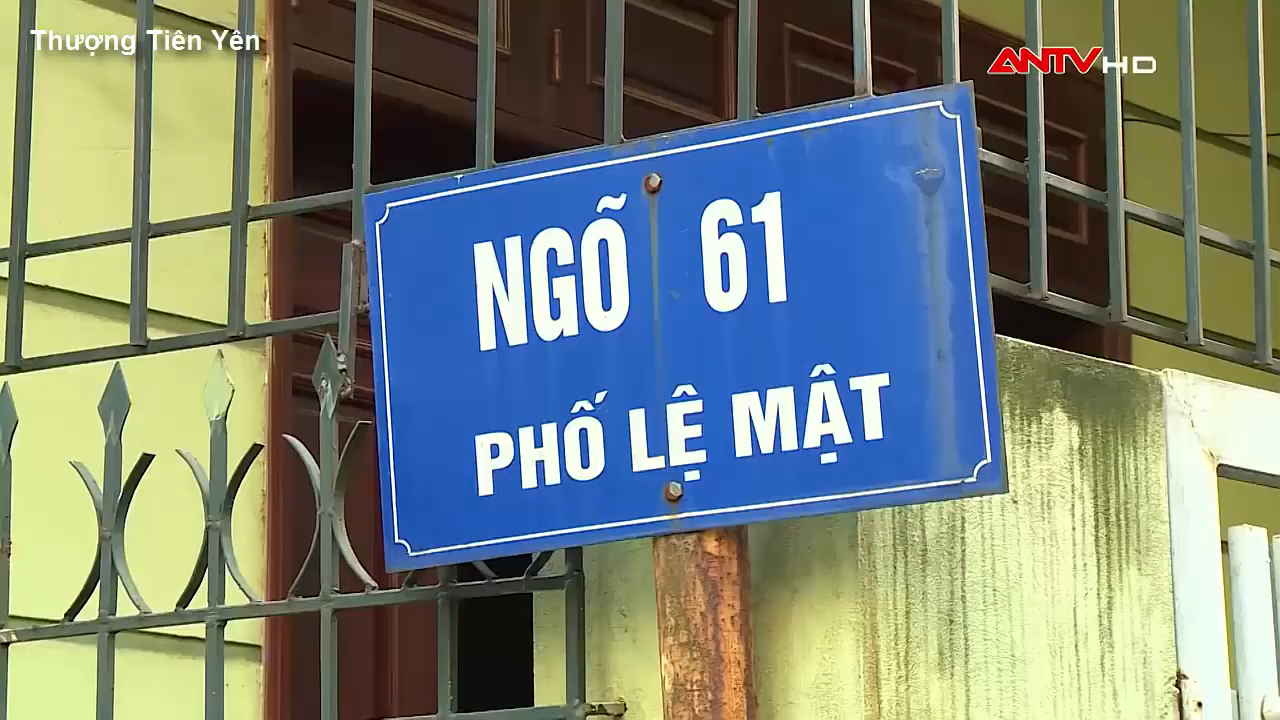 Thượng Tiên Yên
ANTV HD
NGÕ 61
PHỐ LỆ MẬT